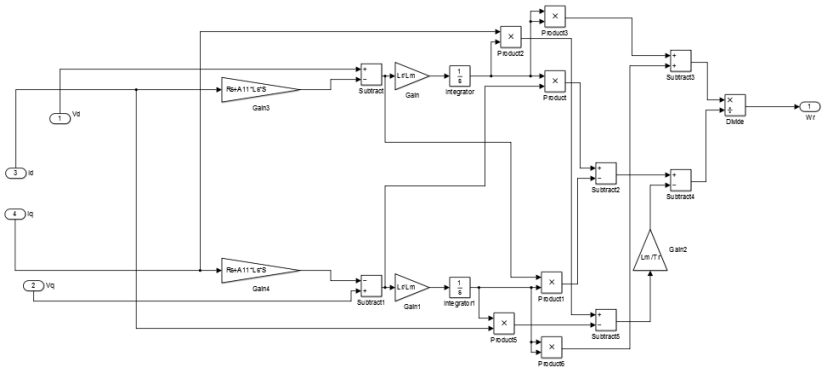 Product3
Product2
Vd
1
Rs+A11*Ls*S
Gain3
Subtract
Lr/Lm
Gain
1
s
Integrator
Product
Subtract3
Divide
1
Wr
3
Id
4
Iq
Subtract2
Subtract4
Lm/Tr
Gain2
2
Vq
Rs+A11*Ls*S
Gain4
Subtract1
Lr/Lm
Gain1
1
s
Integrator1
Product1
Product5
Subtract5
Product6